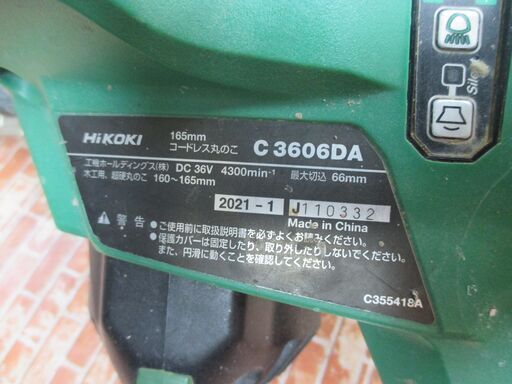 Silent
HiKOKI
165mm
コードレス丸のこ
C 3606DA
工機ホールディングス(株) DC 36V 4300min⁻¹ 最大切込 66mm
木工用、超硬丸のこ 160~165mm
2021-1 J110332
Made in China
警告
●ご使用前に取扱説明書を必ずよくお読みください。
●保護カバーは固定したり、取り外したりしないでください。
また、円滑に動くことを確認してください。
C355418A